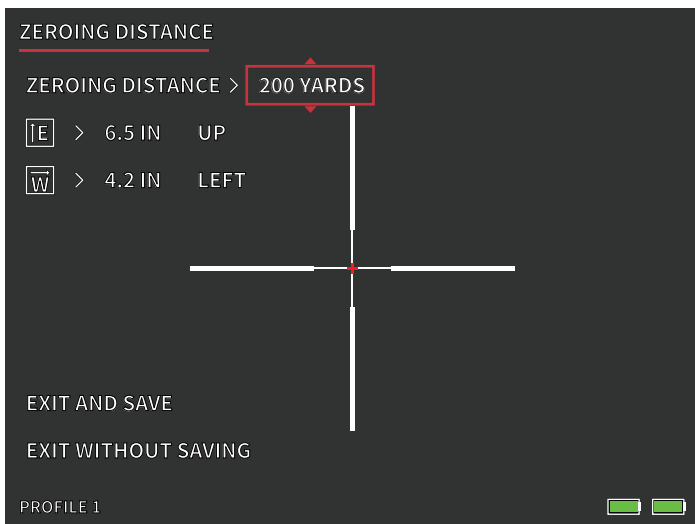 ZEROING DISTANCE
ZEROING DISTANCE > 200 YARDS
↑E > 6.5 IN UP
W > 4.2 IN LEFT
EXIT AND SAVE
EXIT WITHOUT SAVING
PROFILE 1